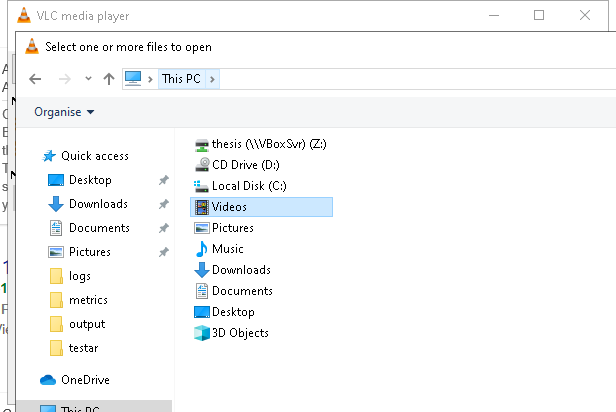 VLC media player
Select one or more files to open
This PC
Organise
Quick access
Desktop
Downloads
Documents
Pictures
logs
metrics
output
testar
OneDrive
This PC
thesis (\\VBoxSvr) (Z:)
CD Drive (D:)
Local Disk (C:)
Videos
Pictures
Music
Downloads
Documents
Desktop
3D Objects